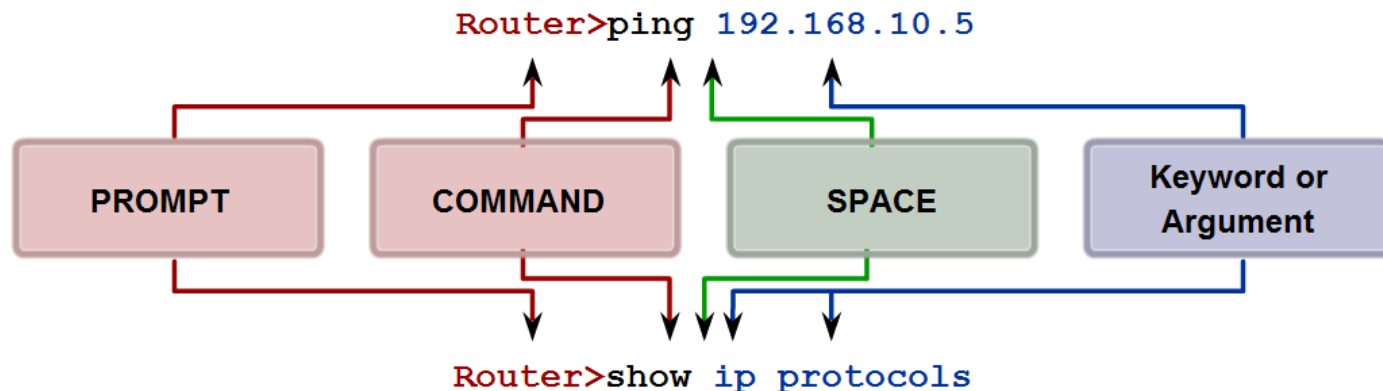 Router>ping 192.168.10.5
PROMPT
COMMAND
SPACE
Keyword or
Argument
Router>show ip protocols